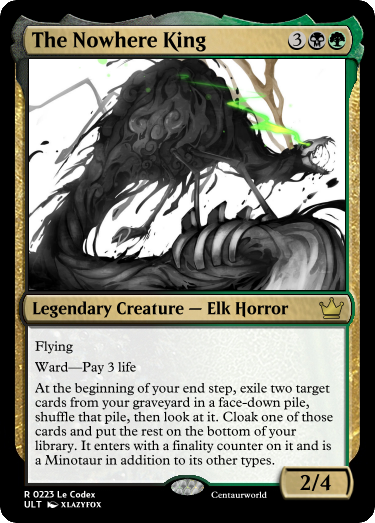 The Nowhere King 3
Legendary Creature — Elk Horror
Flying
Ward—Pay 3 life
At the beginning of your end step, exile two target
cards from your graveyard in a face-down pile,
shuffle that pile, then look at it. Cloak one of those
cards and put the rest on the bottom of your
library. It enters with a finality counter on it and is
a Minotaur in addition to its other types.
2/4
R 0223 Le Codex
ULT XLAZYFOX
Centaurworld